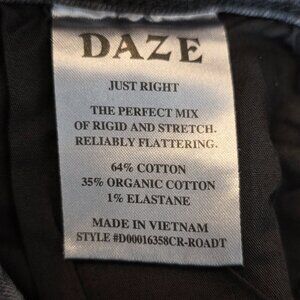 DAZE
JUST RIGHT
THE PERFECT MIX
OF RIGID AND STRETCH.
RELIABLY FLATTERING.
64% COTTON
35% ORGANIC COTTON
1% ELASTANE
MADE IN VIETNAM
STYLE #D00016358CR-ROADT